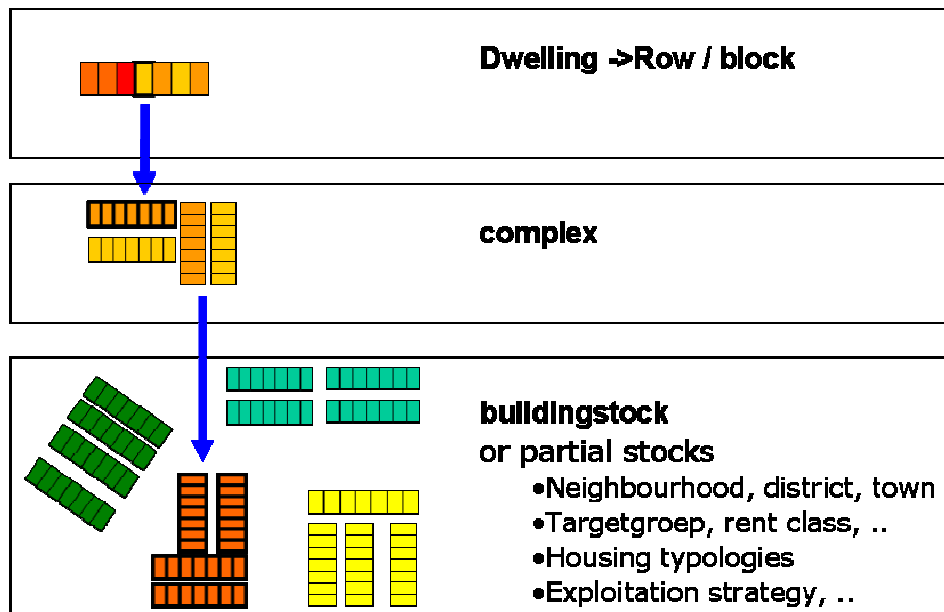 Dwelling ->Row / block
complex
buildingstock
or partial stocks
•Neighbourhood, district, town
•Targetgroep, rent class, ..
•Housing typologies
•Exploitation strategy, ..